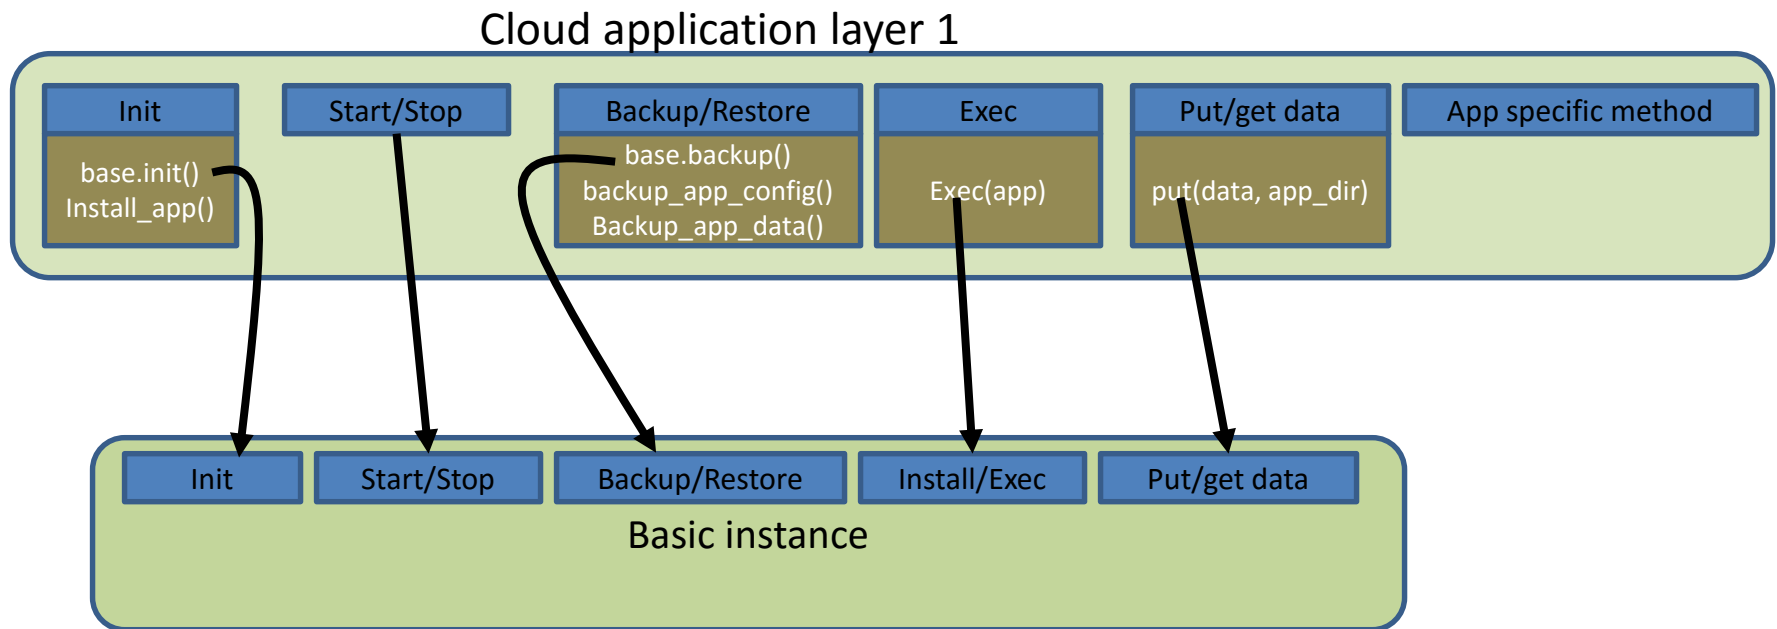 Cloud application layer 1
Init
Start/Stop
Backup/Restore
Exec
Put/get data
App specific method
base.init()
Install_app()
base.backup()
backup_app_config()
Backup_app_data()
Exec(app)
put(data, app_dir)
Init
Start/Stop
Backup/Restore
Install/Exec
Put/get data
Basic instance